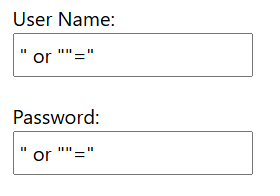 User Name:
" or ""="
Password:
" or ""="